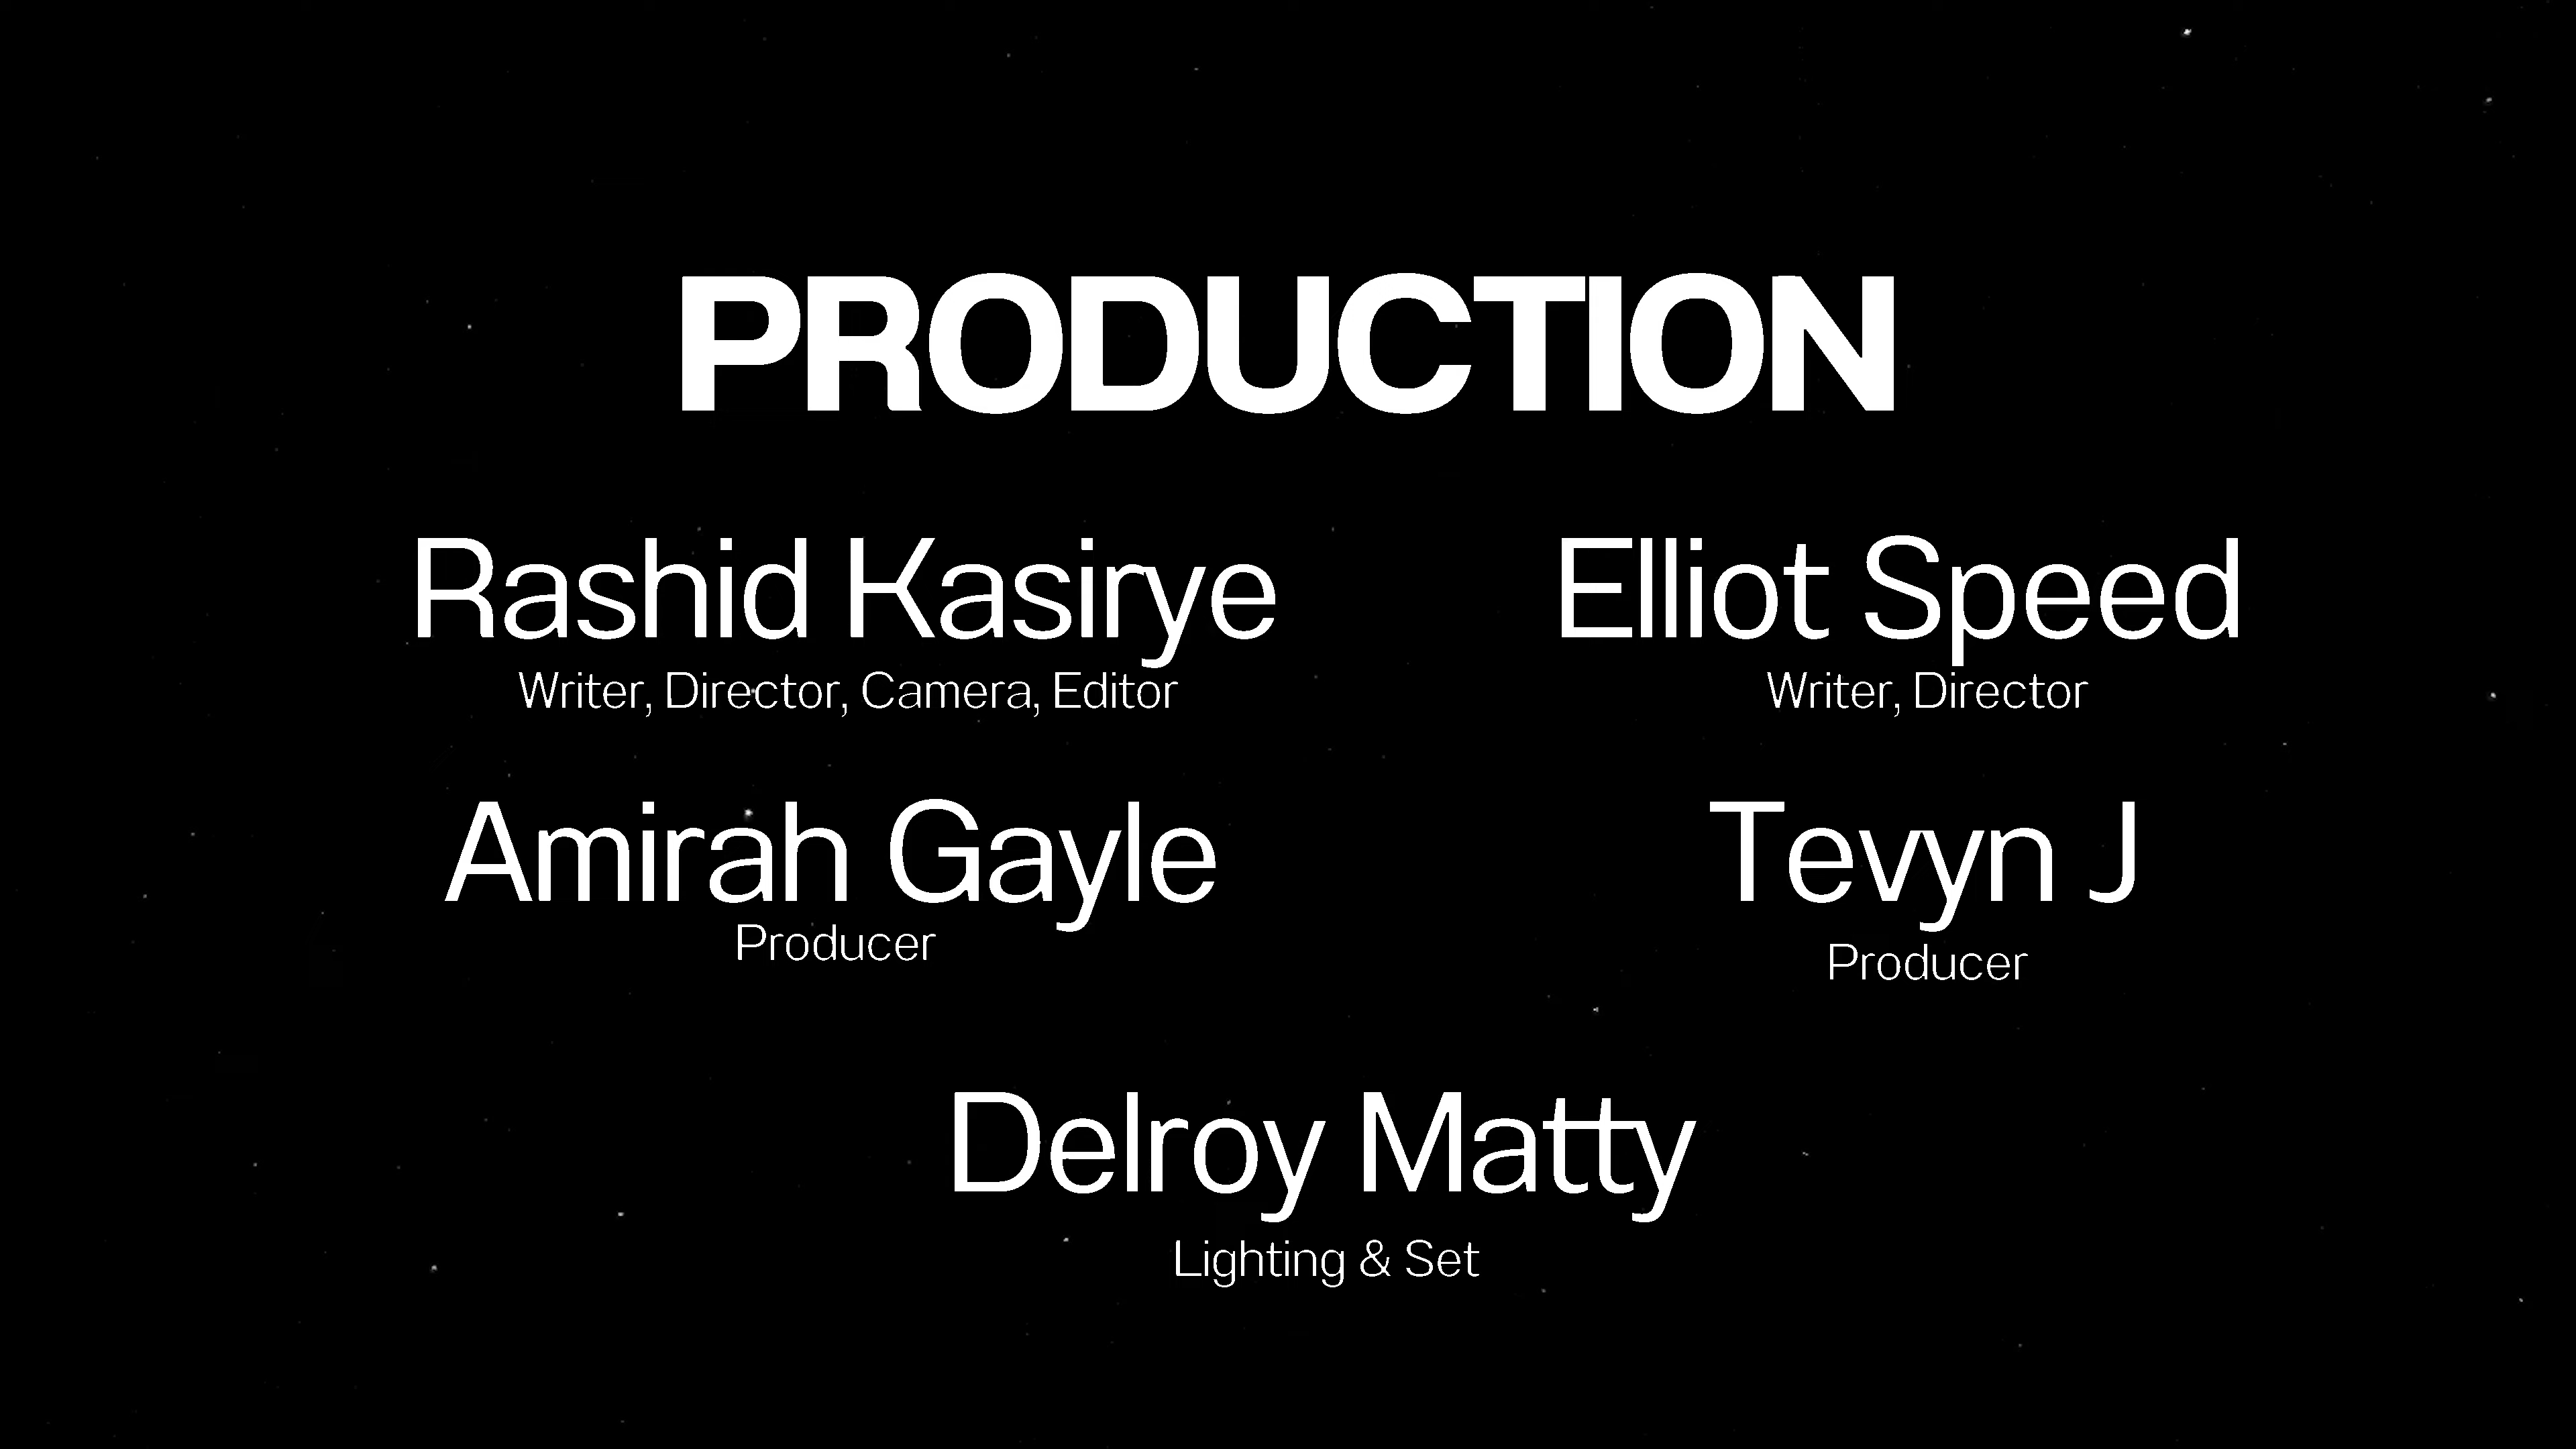 PRODUCTION
Rashid Kasirye
Writer, Director, Camera, Editor
Elliot Speed
Writer, Director
Amirah Gayle
Producer
Tevyn J
Producer
Delroy Matty
Lighting & Set